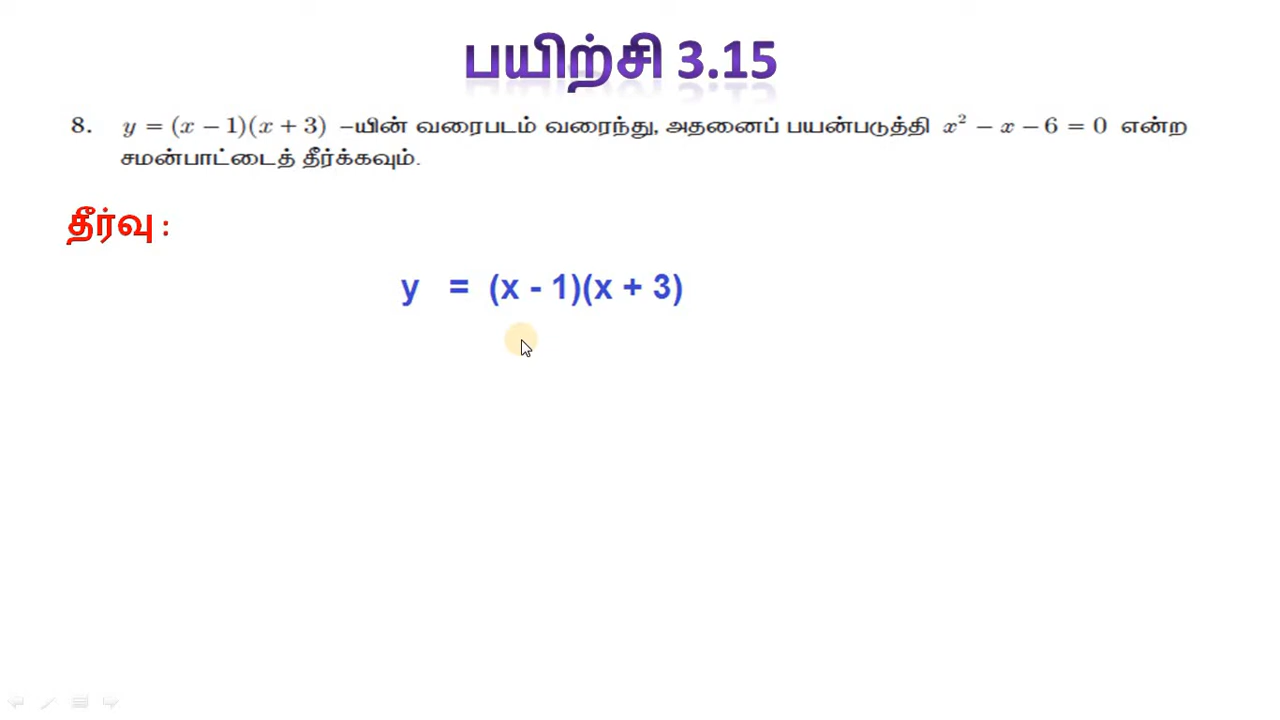 பயிற்சி 3.15
8. y = (x − 1)(x + 3) –யின் வரைபடம் வரைந்து, அதனைப் பயன்படுத்தி x² − x − 6 = 0 என்ற
சமன்பாட்டைத் தீர்க்கவும்.
தீர்வு :
y = (x - 1)(x + 3)